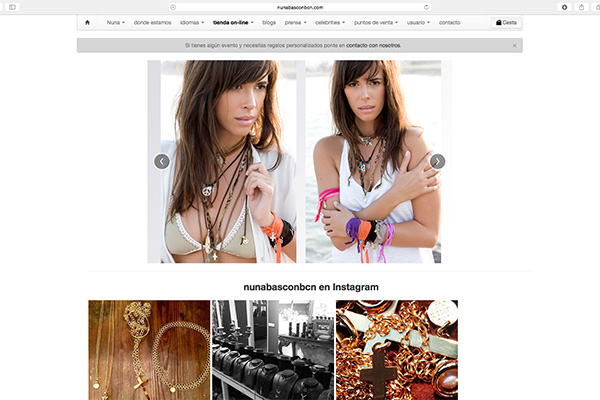 nunabasconbcn.com
Nuna donde estamos idiomas tienda on-line blogs prensa celebrities puntos de venta usuario contacto Cesta
Si tienes algún evento y necesitas regalos personalizados ponte en contacto con nosotros. ×
nunabasconbcn en Instagram